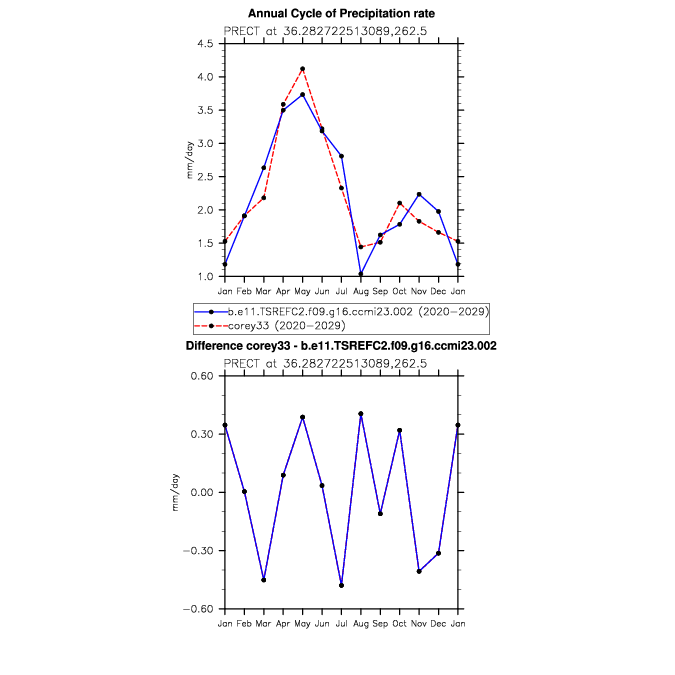 Annual Cycle of Precipitation rate
PRECT at 36.282722513089,262.5
4.5
4.0
3.5
3.0
2.5
2.0
1.5
1.0
mm/day
Jan Feb Mar Apr May Jun Jul Aug Sep Oct Nov Dec Jan
b.e11.TSREFC2.f09.g16.ccmi23.002 (2020-2029)
corey33 (2020-2029)
Difference corey33 - b.e11.TSREFC2.f09.g16.ccmi23.002
PRECT at 36.282722513089,262.5
0.60
0.30
0.00
-0.30
-0.60
mm/day
Jan Feb Mar Apr May Jun Jul Aug Sep Oct Nov Dec Jan